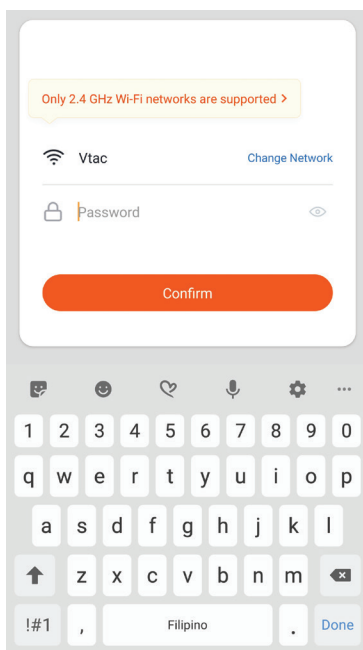 Only 2.4 GHz Wi-Fi networks are supported >
Vtac Change Network
Password
Confirm
1 2 3 4 5 6 7 8 9 0
q w e r t y u i o p
a s d f g h j k l
z x c v b n m
!#1 , Filipino . Done